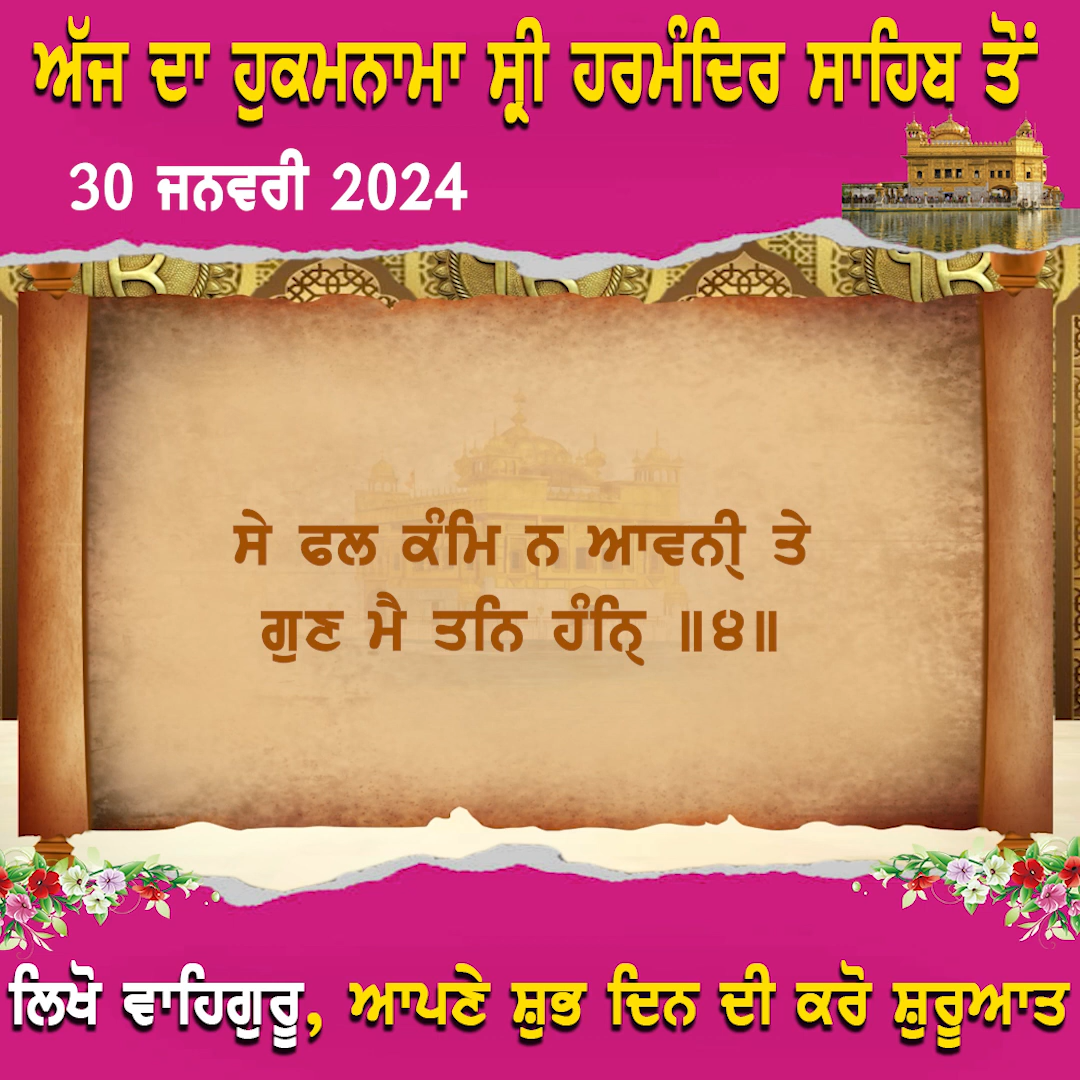 ਅੱਜ ਦਾ ਹੁਕਮਨਾਮਾ ਸ੍ਰੀ ਹਰਮੰਦਿਰ ਸਾਹਿਬ ਤੋਂ
30 ਜਨਵਰੀ 2024
ਸੇ ਫਲ ਕੰਮਿ ਨ ਆਵਨੀ੍ ਤੇ
ਗੁਣ ਮੈ ਤਨਿ ਹੰਨਿ੍ ॥੪॥
ਲਿਖੋ ਵਾਹਿਗੁਰੂ, ਆਪਣੇ ਸ਼ੁਭ ਦਿਨ ਦੀ ਕਰੋ ਸ਼ੁਰੂਆਤ